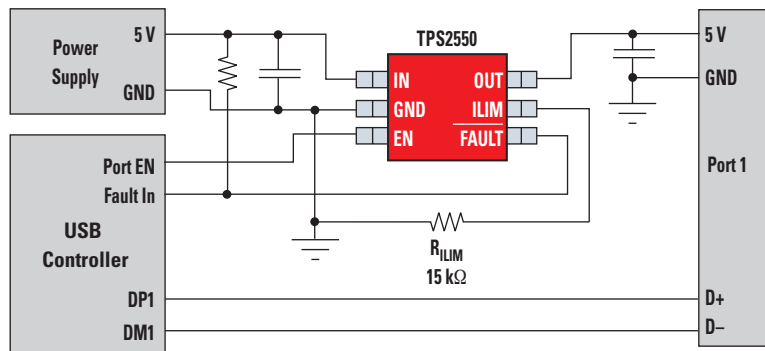 Power
Supply
5 V
GND
TPS2550
IN
GND
EN
OUT
ILIM
FAULT
5 V
GND
Port 1
D+
D–
Port EN
Fault In
USB
Controller
DP1
DM1
RILIM
15 kΩ